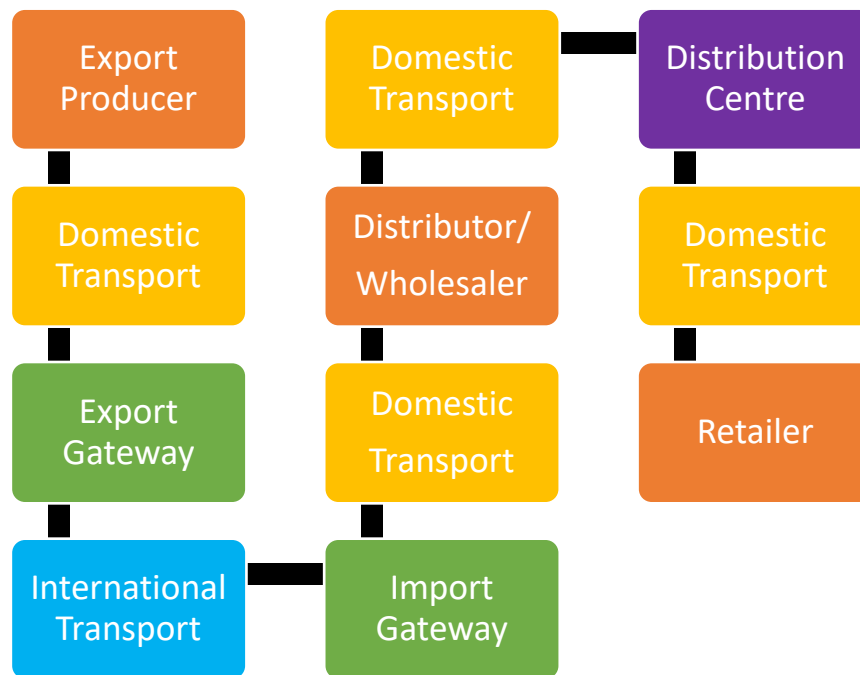 Export
Producer
Domestic
Transport
Export
Gateway
International
Transport
Import
Gateway
Domestic
Transport
Distributor/
Wholesaler
Domestic
Transport
Distribution
Centre
Domestic
Transport
Retailer